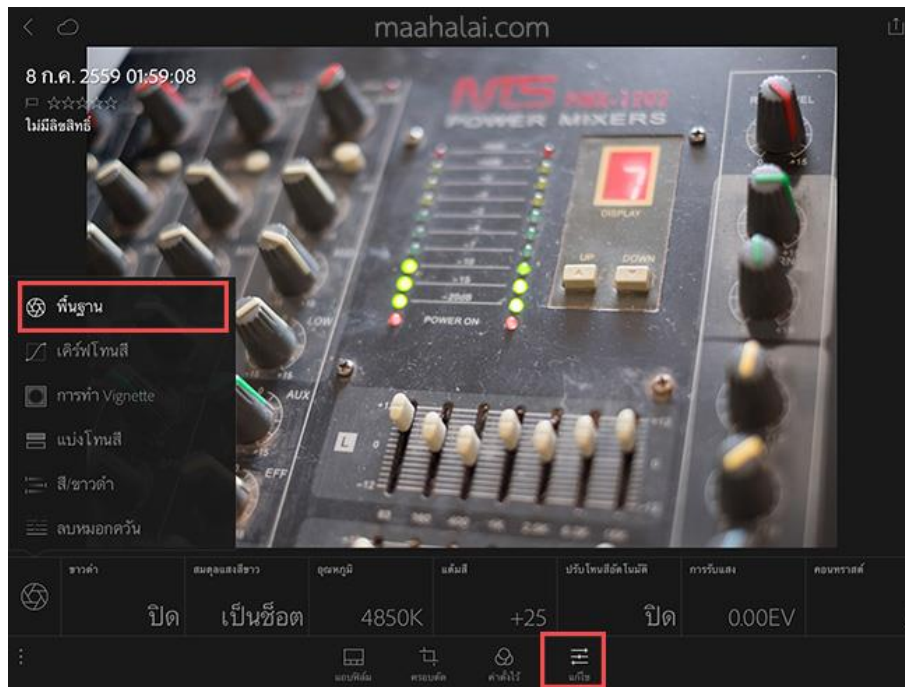 maahalai.com
8 ก.ค. 2559 01:59:08
ไม่มีลิขสิทธิ์
MTS
POWER MIXERS
DISPLAY
UP DOWN
POWER ON
LOW
AUX
EFF
L
พื้นฐาน
เคิร์ฟโทนสี
การทำ Vignette
แบ่งโทนสี
สี/ขาวดำ
ลบหมอกควัน
ขาวดำ สมดุลแสงสีขาว อุณหภูมิ แต้มสี ปรับโทนสีอัตโนมัติ การรับแสง คอนทราสต์
ปิด เป็นช็อต 4850K +25 ปิด 0.00EV
แถบฟิล์ม ครอบตัด ค่าตั้งไว้ แก้ไข